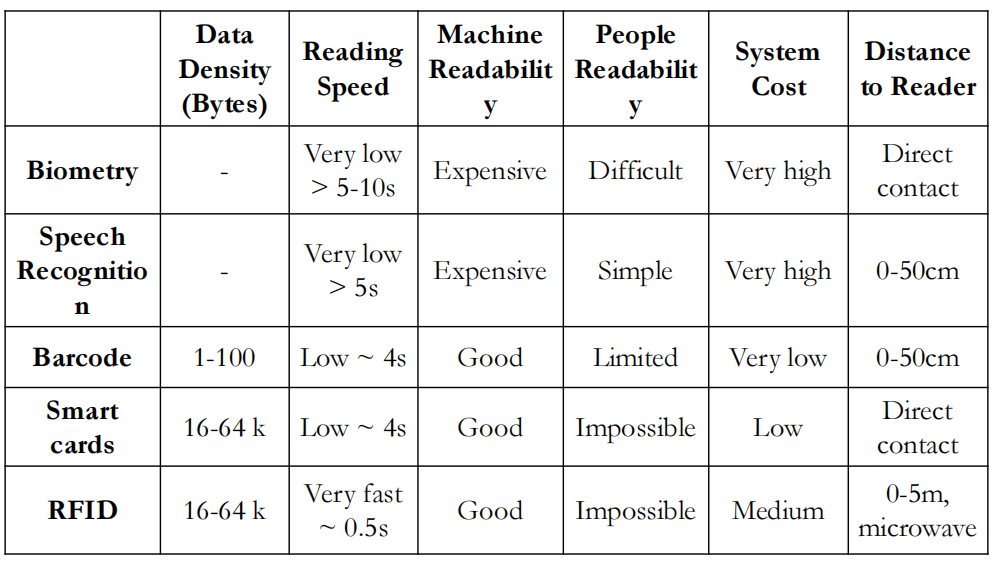 Data
Density
(Bytes)
Reading
Speed
Machine
Readabilit
y
People
Readabilit
y
System
Cost
Distance
to Reader
Biometry
-
Very low
> 5-10s
Expensive
Difficult
Very high
Direct
contact
Speech
Recognitio
n
-
Very low
> 5s
Expensive
Simple
Very high
0-50cm
Barcode
1-100
Low ~ 4s
Good
Limited
Very low
0-50cm
Smart
cards
16-64 k
Low ~ 4s
Good
Impossible
Low
Direct
contact
RFID
16-64 k
Very fast
~ 0.5s
Good
Impossible
Medium
0-5m,
microwave